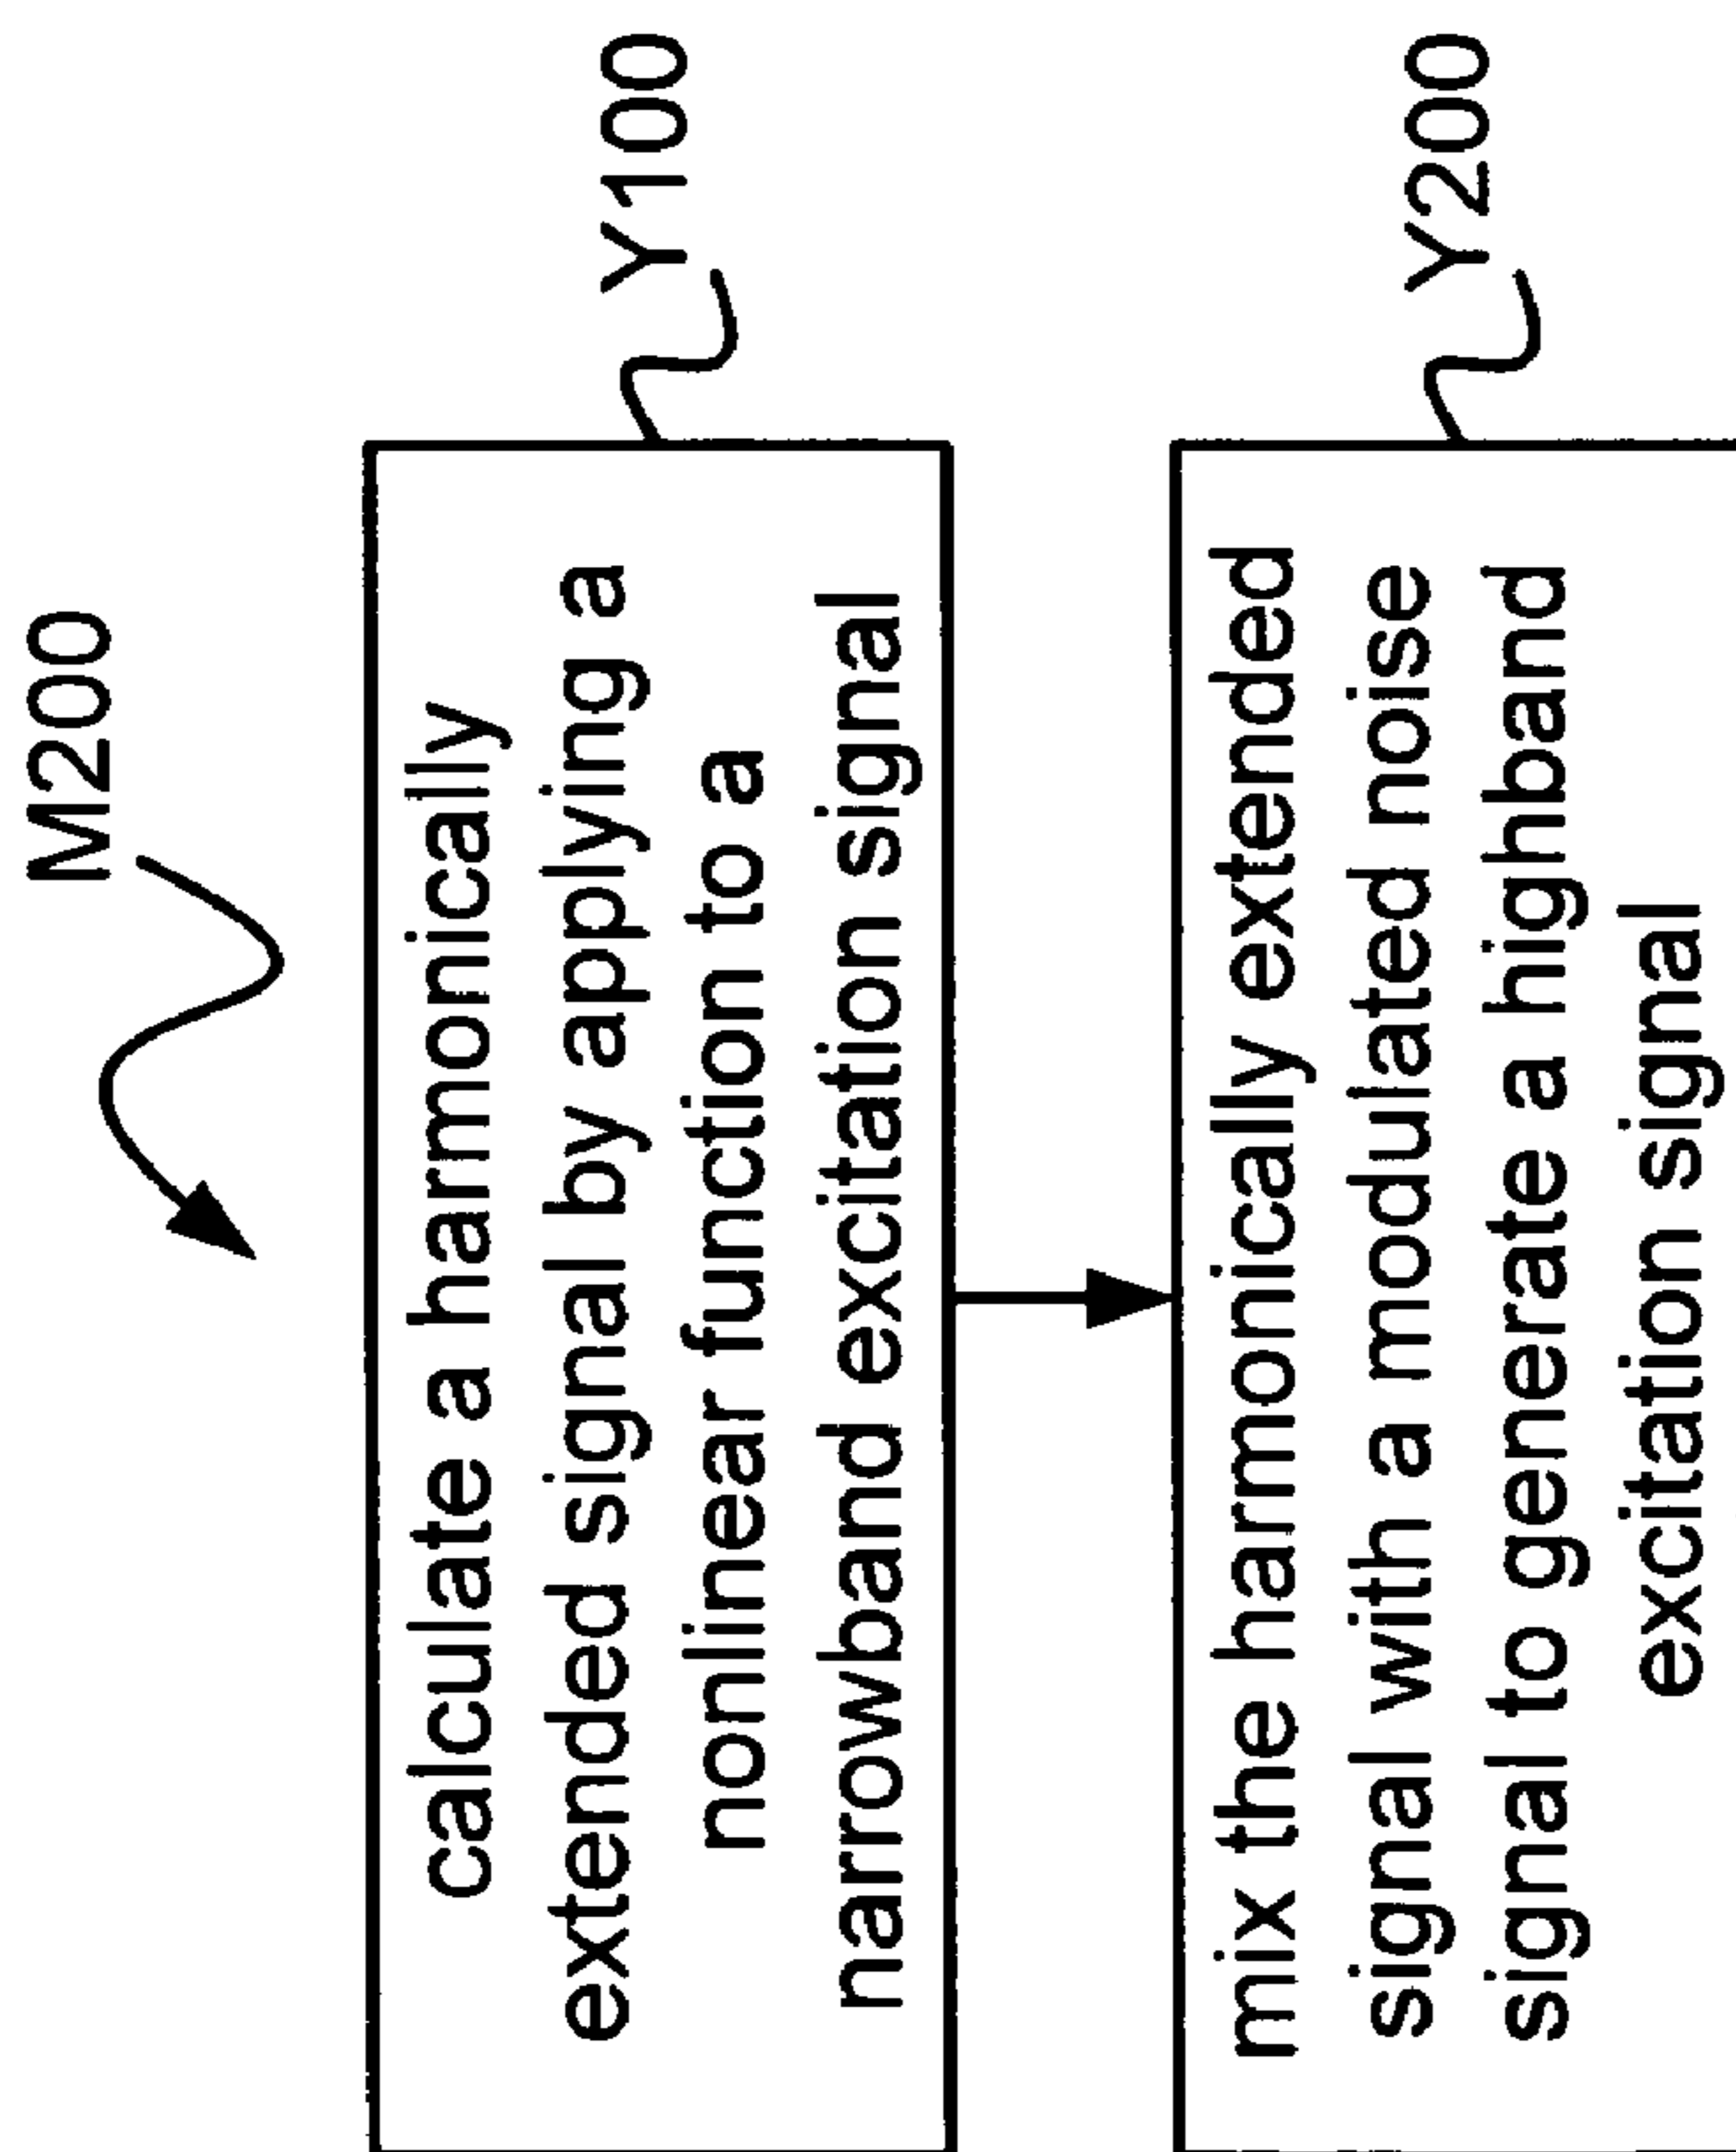 M200
calculate a harmonically
extended signal by applying a
nonlinear function to a
narrowband excitation signal
Y100
mix the harmonically extended
signal with a modulated noise
signal to generate a highband
excitation signal
Y200